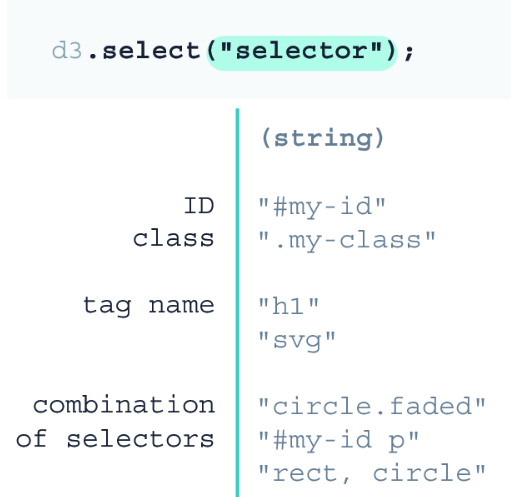 d3.select("selector");
(string)
ID "#my-id"
class ".my-class"
tag name "h1"
"svg"
combination "circle.faded"
of selectors "#my-id p"
"rect, circle"